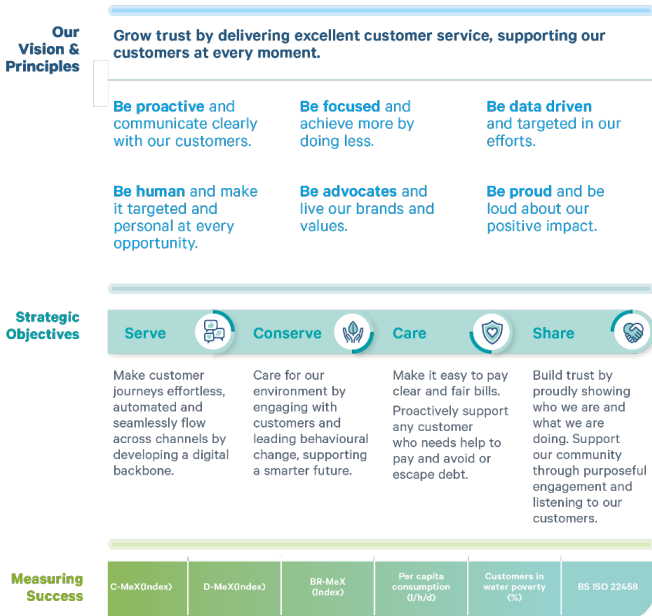 Our
Vision &
Principles
Grow trust by delivering excellent customer service, supporting our
customers at every moment.
Be proactive and
communicate clearly
with our customers.
Be focused and
achieve more by
doing less.
Be data driven
and targeted in our
efforts.
Be human and make
it targeted and
personal at every
opportunity.
Be advocates and
live our brands and
values.
Be proud and be
loud about our
positive impact.
Strategic
Objectives
Serve
Conserve
Care
Share
Make customer
journeys effortless,
automated and
seamlessly flow
across channels by
developing a digital
backbone.
Care for our
environment by
engaging with
customers and
leading behavioural
change, supporting
a smarter future.
Make it easy to pay
clear and fair bills.
Proactively support
any customer
who needs help to
pay and avoid or
escape debt.
Build trust by
proudly showing
who we are and
what we are
doing. Support
our community
through purposeful
engagement and
listening to our
customers.
Measuring
Success
C-MeX(Index)
D-MeX(Index)
BR-MeX
(Index)
Per capita
consumption
(l/h/d)
Customers in
water poverty
(%)
BS ISO 22458